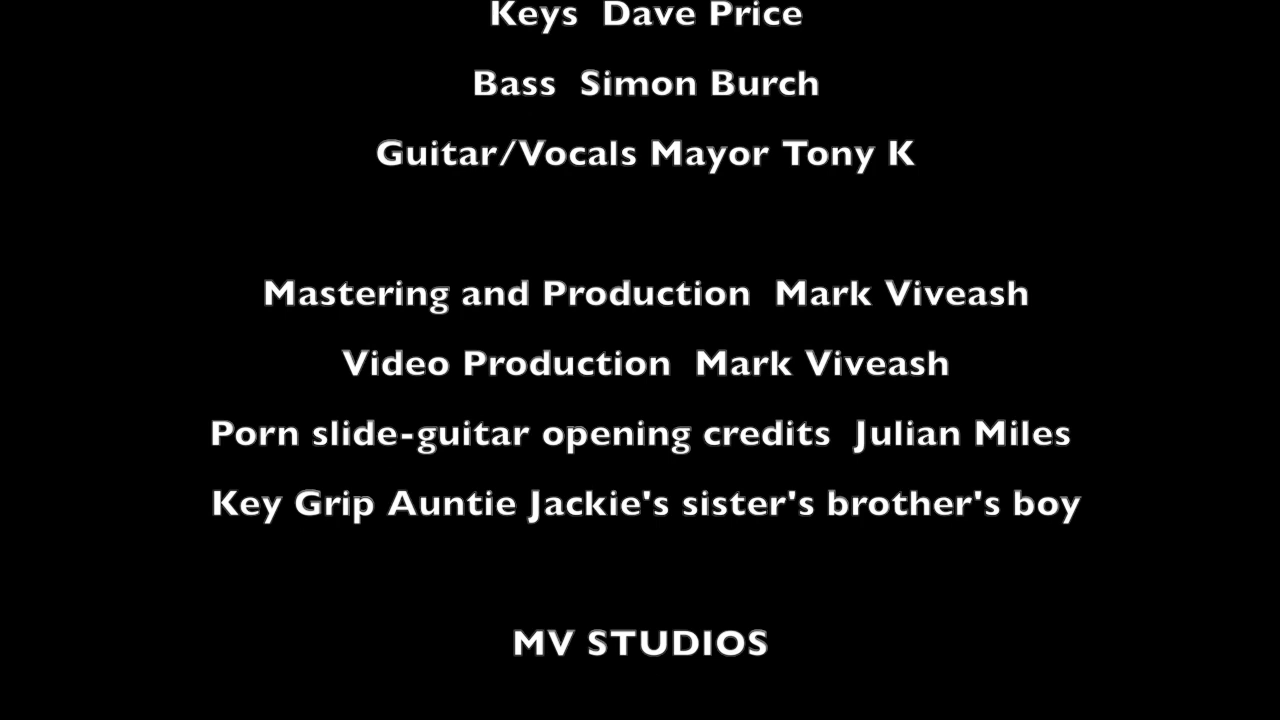 Keys  Dave Price
Bass  Simon Burch
Guitar/Vocals Mayor Tony K
Mastering and Production  Mark Viveash
Video Production  Mark Viveash
Porn slide-guitar opening credits  Julian Miles
Key Grip Auntie Jackie's sister's brother's boy
MV STUDIOS